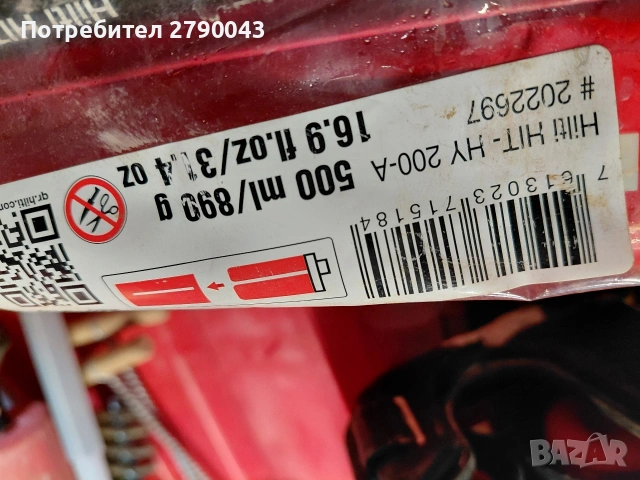 Потребител 2790043
Hilti
# 2022697
Hilti HIT - HY 200-A
500 ml/890 g
16.9 fl.oz/31,4 oz
7 613023 715184
qr.hilti.com
BAZAR